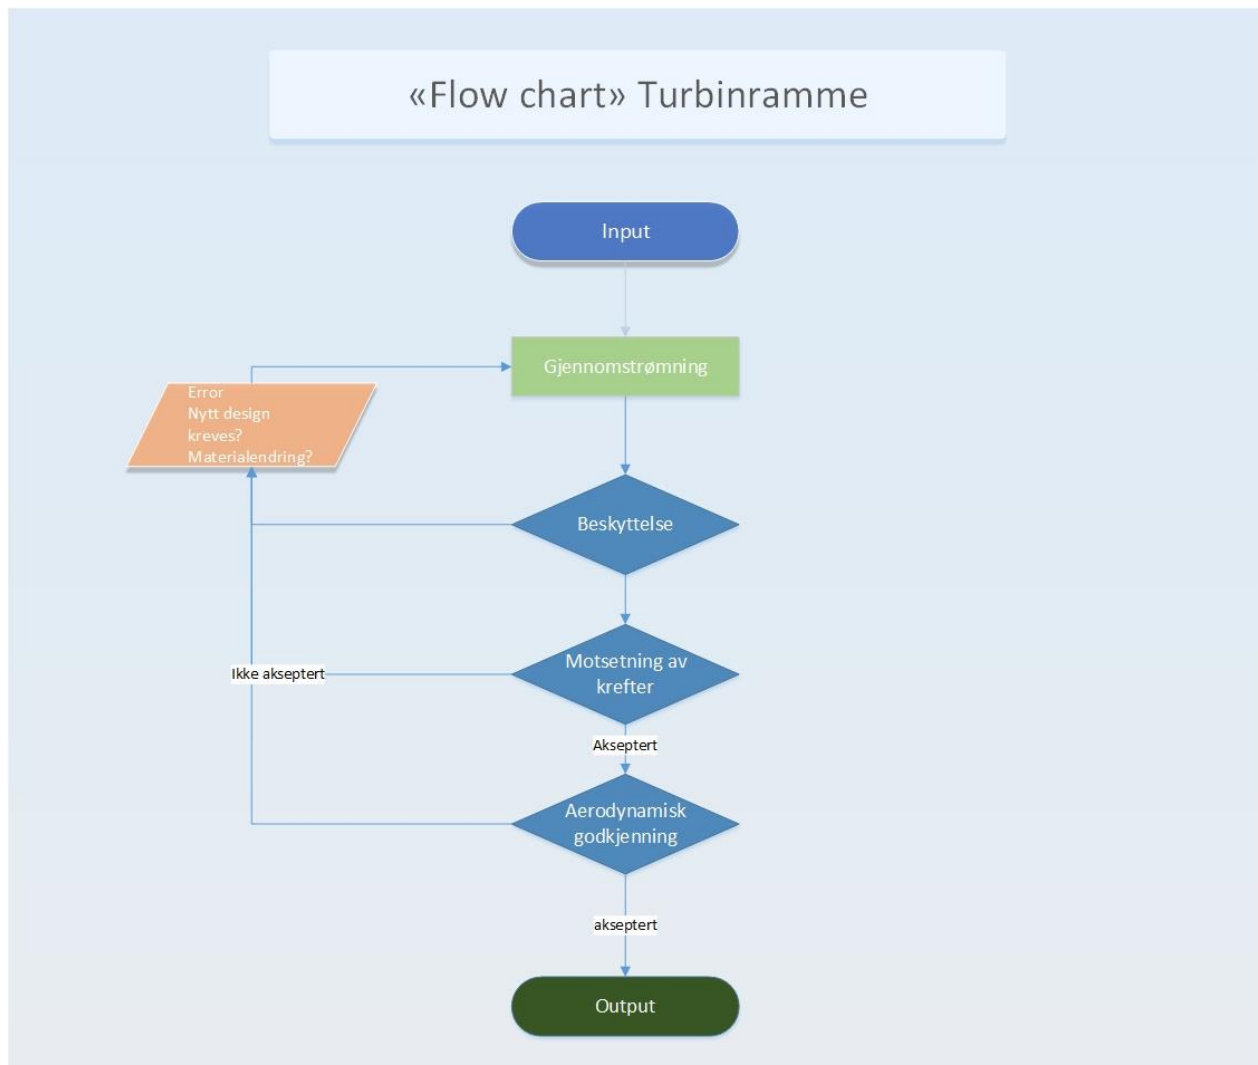 «Flow chart» Turbinramme
Input
Gjennomstrømning
Error
Nytt design
kreves?
Materialendring?
Beskyttelse
Motsetning av
krefter
Ikke akseptert
Akseptert
Aerodynamisk
godkjenning
akseptert
Output